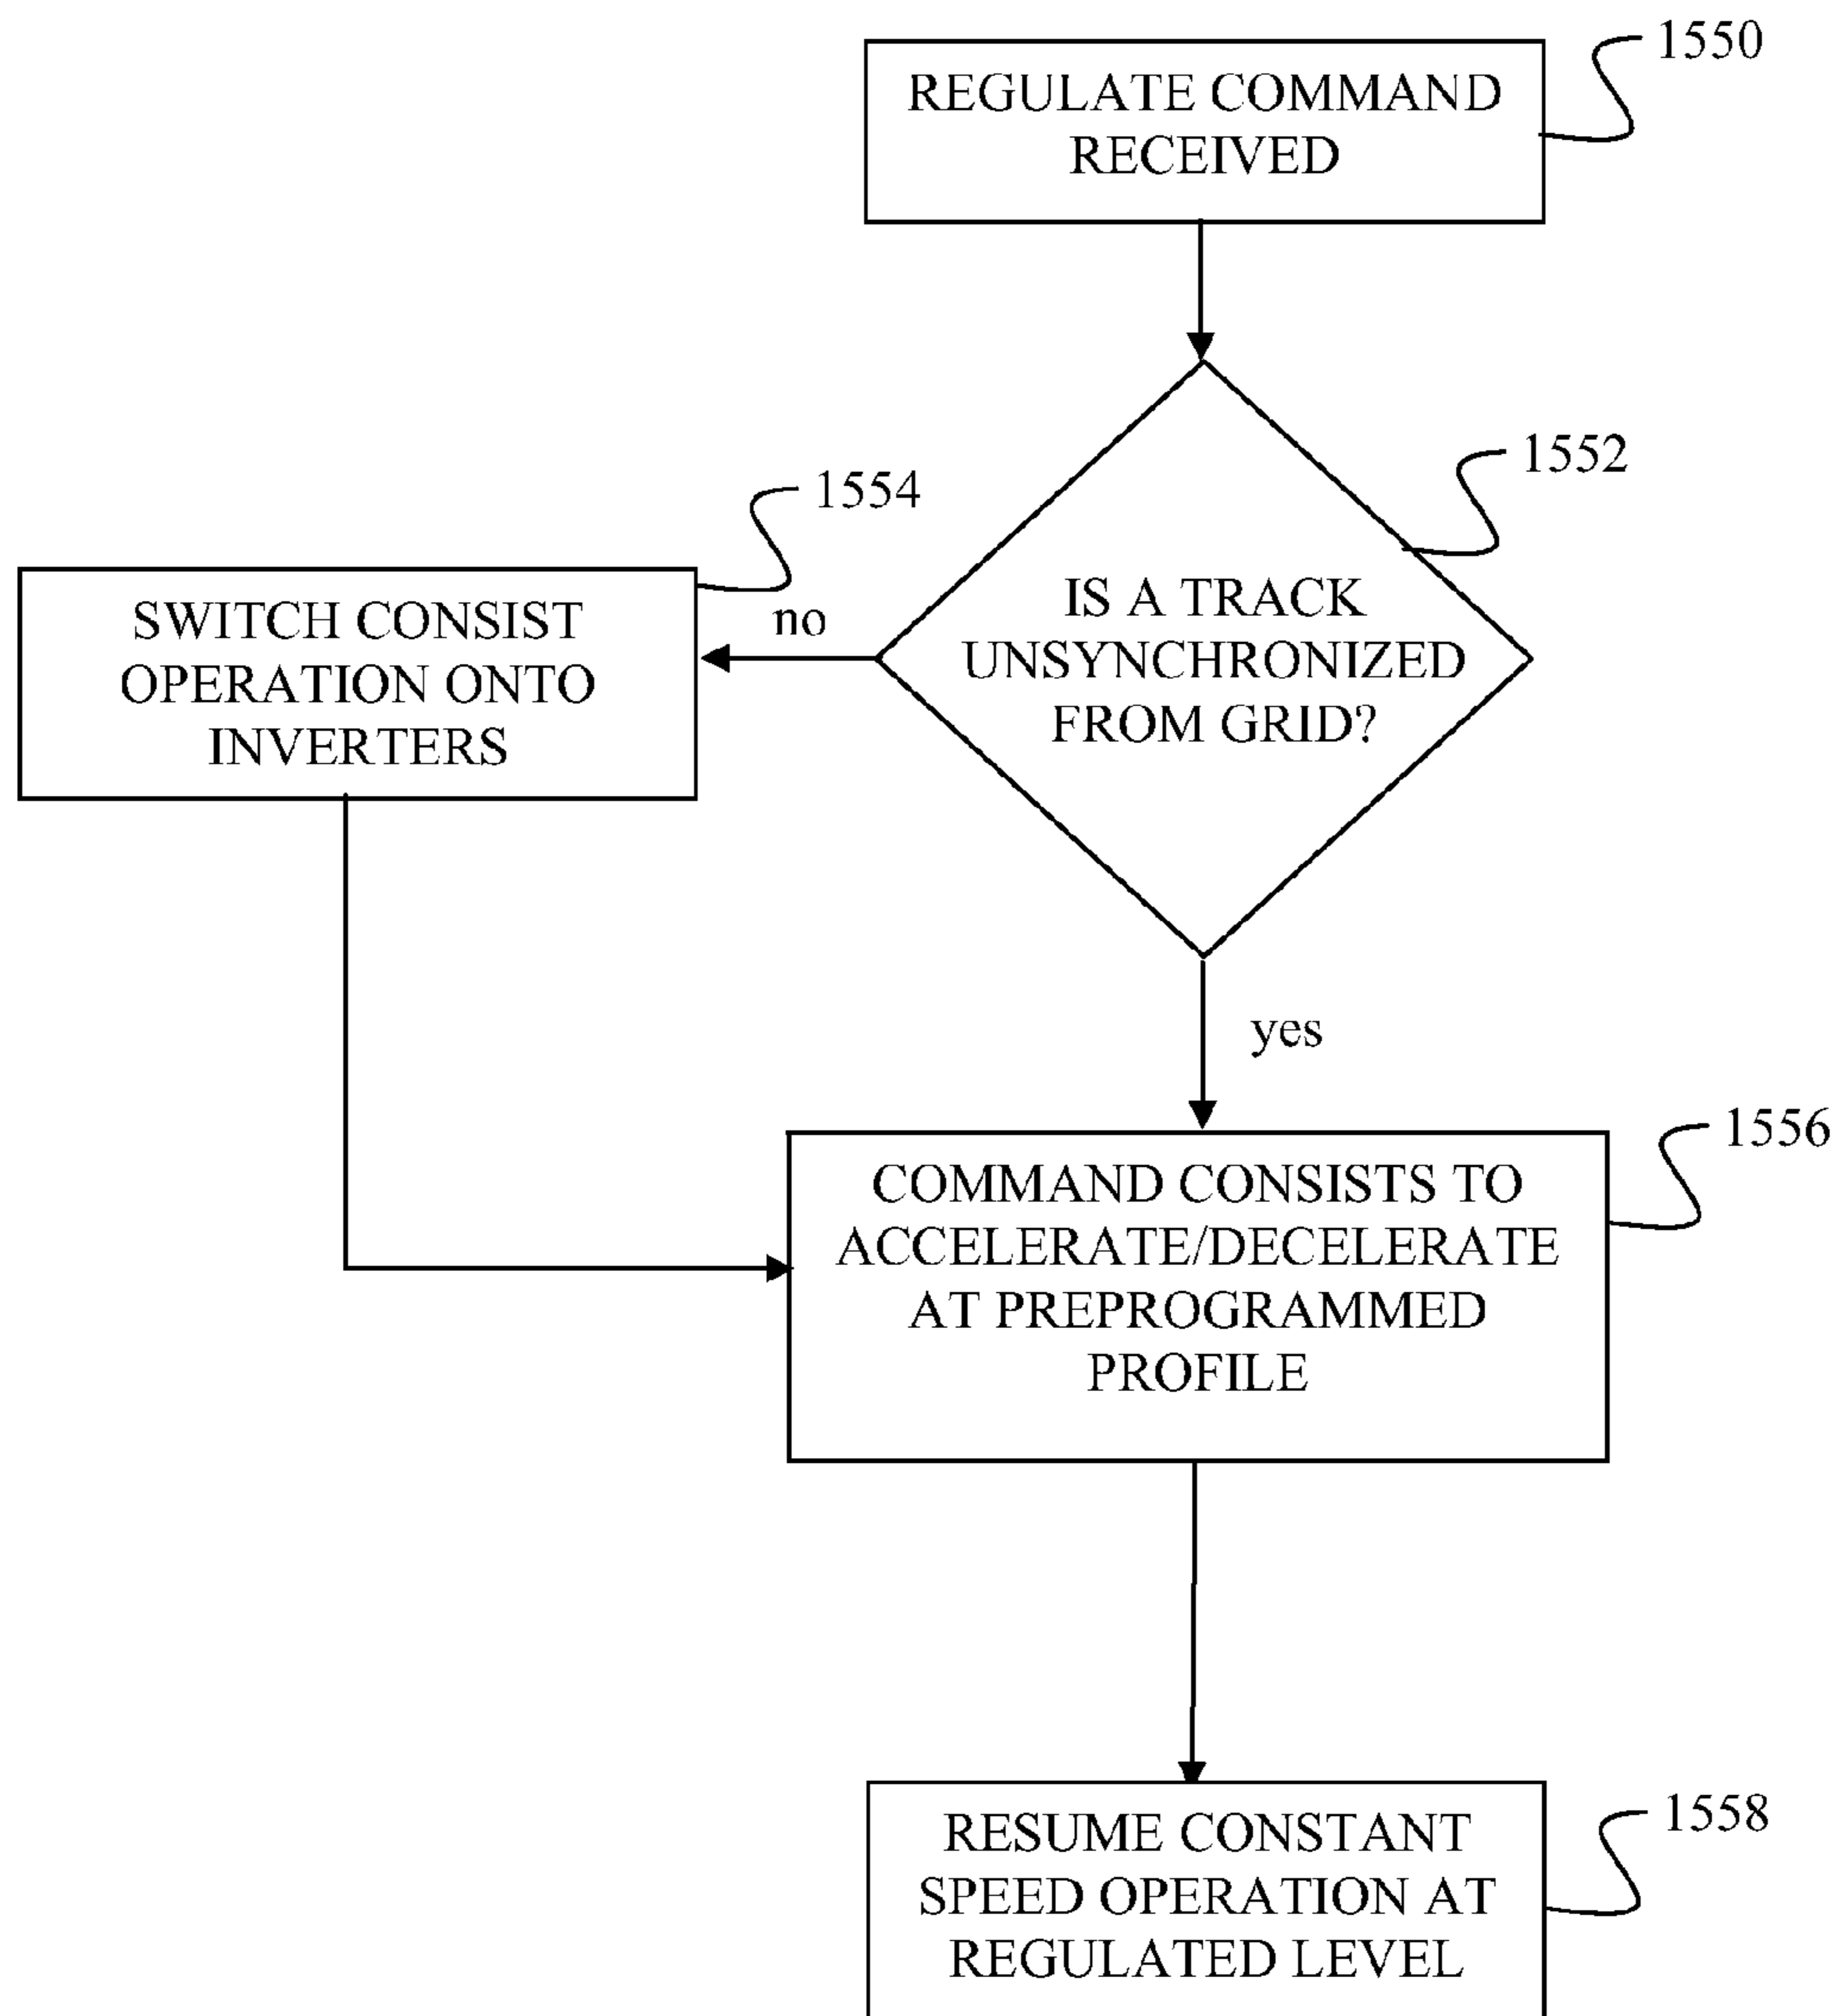 REGULATE COMMAND
RECEIVED
1550
1552
IS A TRACK
UNSYNCHRONIZED
FROM GRID?
no
1554
SWITCH CONSIST
OPERATION ONTO
INVERTERS
yes
1556
COMMAND CONSISTS TO
ACCELERATE/DECELERATE
AT PREPROGRAMMED
PROFILE
1558
RESUME CONSTANT
SPEED OPERATION AT
REGULATED LEVEL